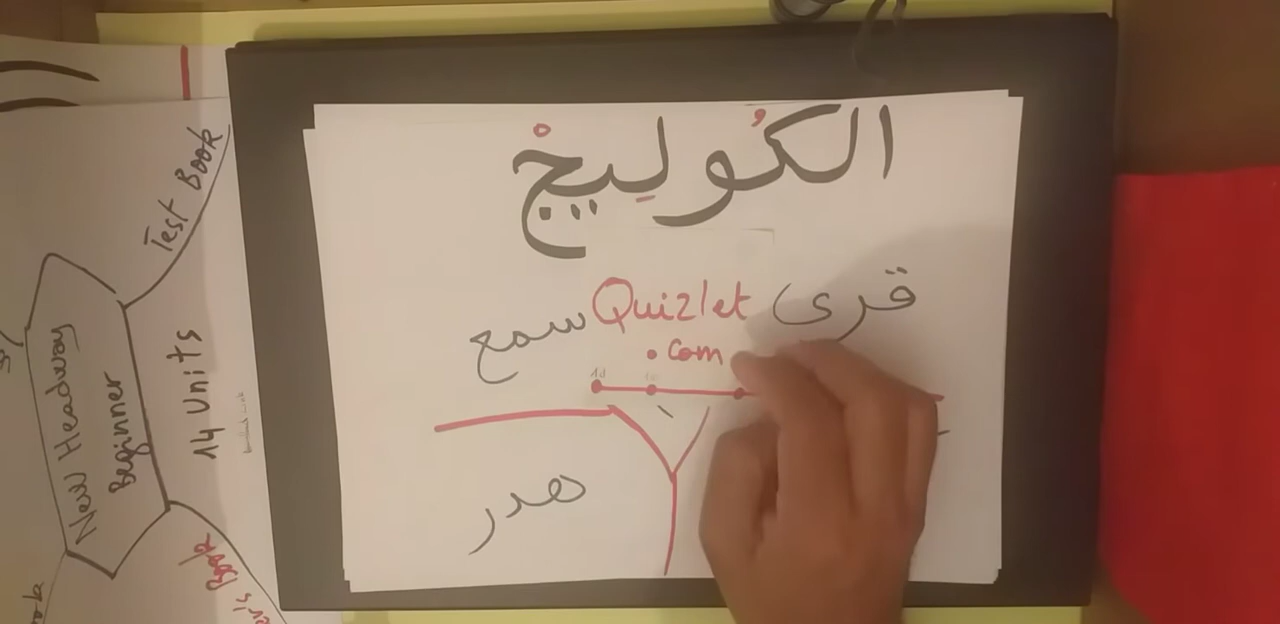 الكُولِيجْ
قرى Quizlet سمع
.com
هدر
Test Book
New Headway
Beginner
14 Units